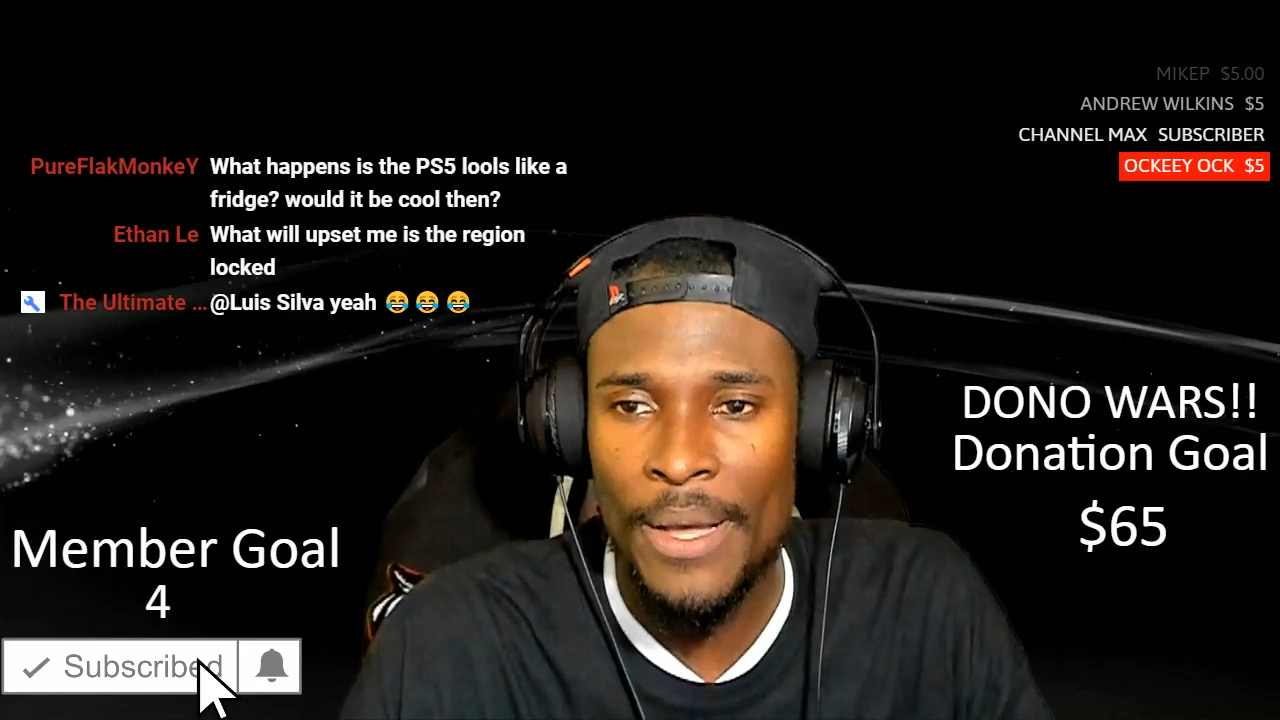 MIKEP $5.00
ANDREW WILKINS $5
CHANNEL MAX SUBSCRIBER
OCKEEY OCK $5
PureFlakMonkeY What happens is the PS5 lools like a
fridge? would it be cool then?
Ethan Le What will upset me is the region
locked
The Ultimate ... @Luis Silva yeah 😂 😂 😂
DONO WARS!!
Donation Goal
$65
Member Goal
4
Subscribed